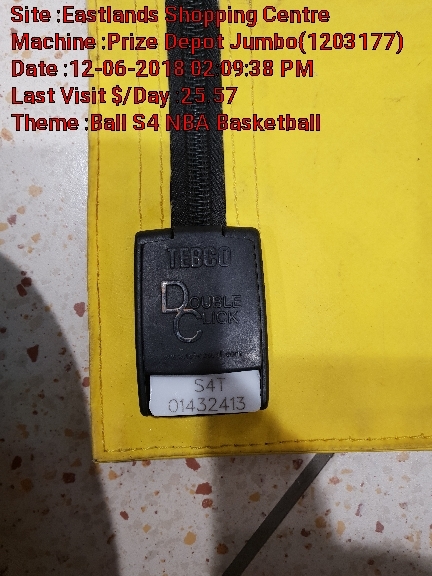 Site :Eastlands Shopping Centre
Machine :Prize Depot Jumbo(1203177)
Date :12-06-2018 02 09:38 PM
Last Visit $/Day :25.57
Theme :Ball S4 NBA Basketball
TEBCO
DOUBLE
CLICK
S4T
01432413